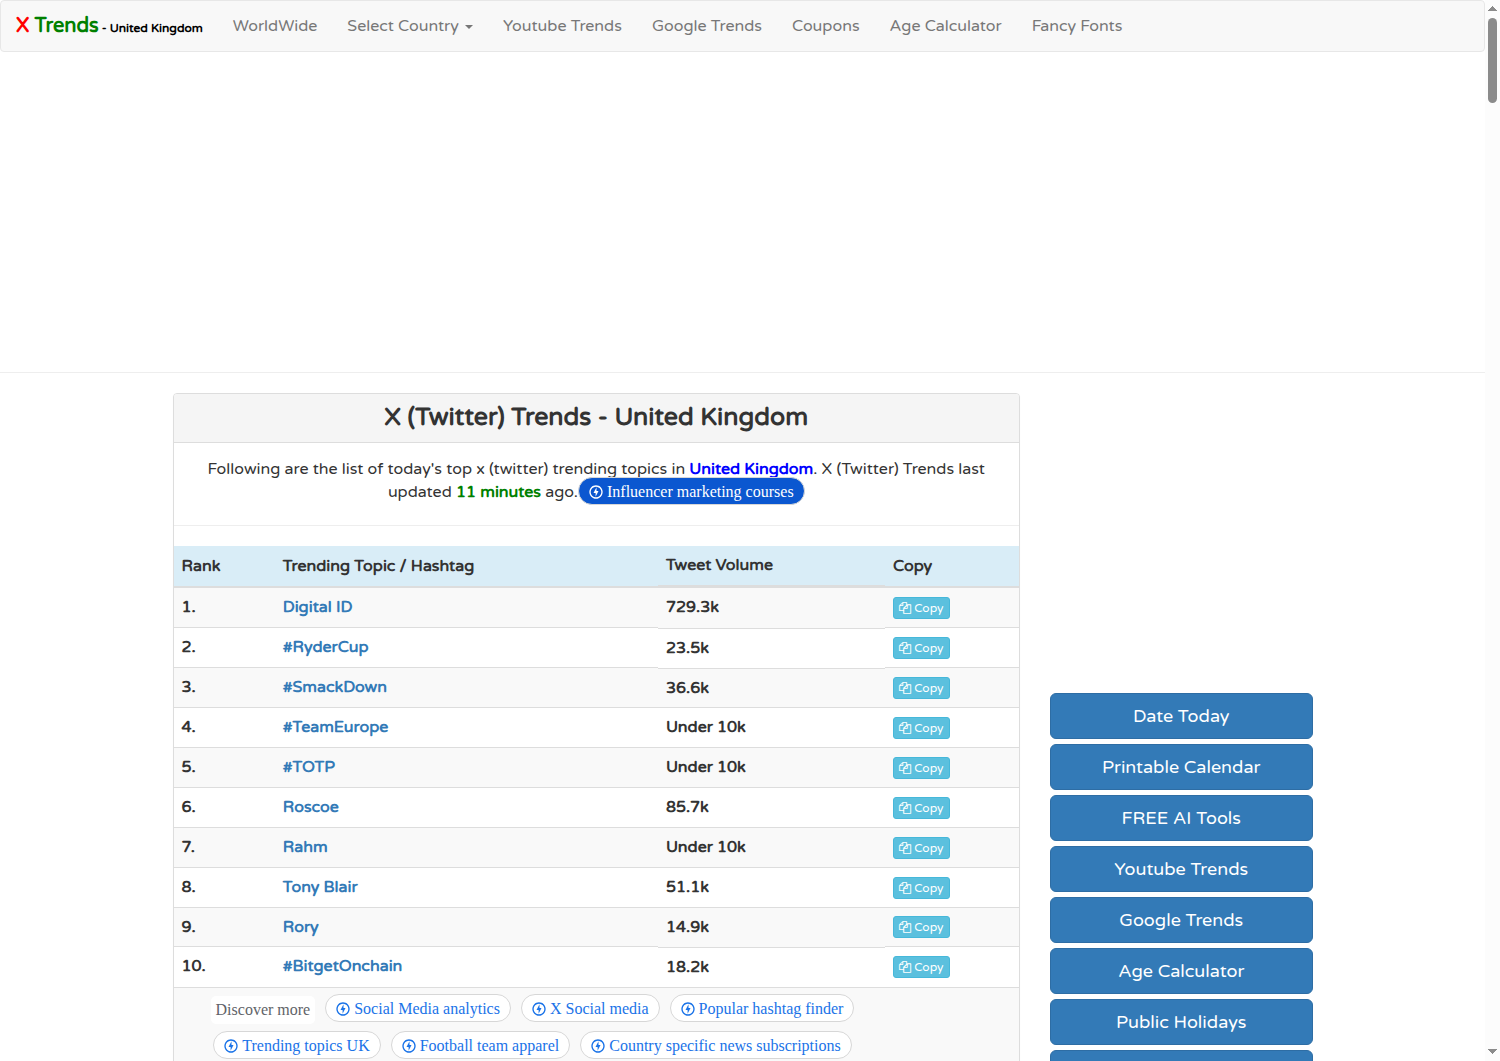 X Trends - United Kingdom WorldWide Select Country Youtube Trends Google Trends Coupons Age Calculator Fancy Fonts
X (Twitter) Trends - United Kingdom
Following are the list of today's top x (twitter) trending topics in United Kingdom. X (Twitter) Trends last
updated 11 minutes ago. Influencer marketing courses
Rank Trending Topic / Hashtag Tweet Volume Copy
1. Digital ID 729.3k Copy
2. #RyderCup 23.5k Copy
3. #SmackDown 36.6k Copy
4. #TeamEurope Under 10k Copy
5. #TOTP Under 10k Copy
6. Roscoe 85.7k Copy
7. Rahm Under 10k Copy
8. Tony Blair 51.1k Copy
9. Rory 14.9k Copy
10. #BitgetOnchain 18.2k Copy
Discover more Social Media analytics X Social media Popular hashtag finder
Trending topics UK Football team apparel Country specific news subscriptions
Date Today
Printable Calendar
FREE AI Tools
Youtube Trends
Google Trends
Age Calculator
Public Holidays